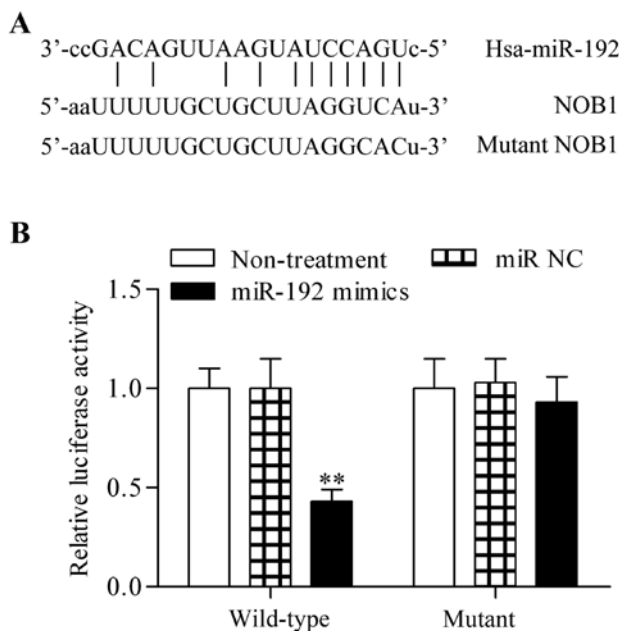 A
3’-ccGACAGUUAAGUAUCCAGUc-5’ Hsa-miR-192
5’-aaUUUUUGCUGCUUAGGUCAu-3’ NOB1
5’-aaUUUUUGCUGCUUAGGCACu-3’ Mutant NOB1
B
Non-treatment miR NC
miR-192 mimics
Relative luciferase activity
1.5
1.0
0.5
0.0
**
Wild-type Mutant